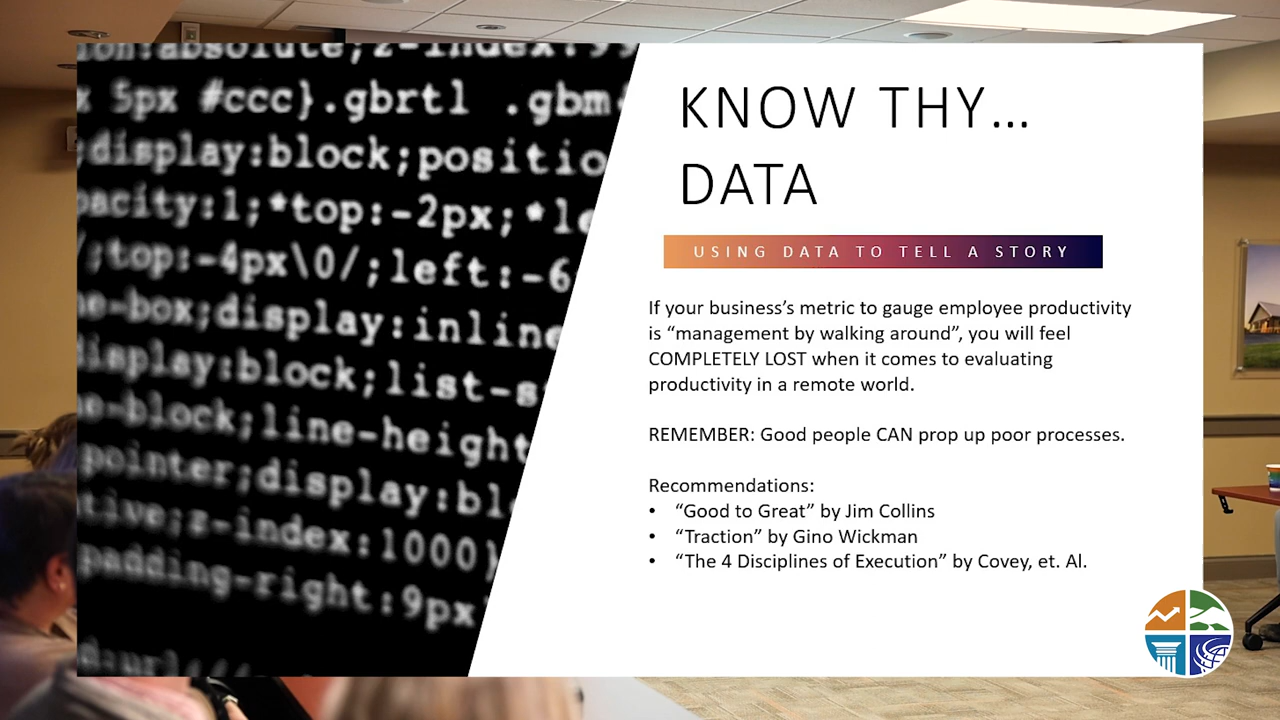 ion:absolute;z-index:99
x 5px #ccc}.gbrtl .gbm
;display:block;positio
pacity:1;*top:-2px;*le
/;top:-4px\0/;left:-6
ne-box;display:inline
display:block;list-s
e-block;line-height
pointer;display:bl
tive;z-index:1000}
padding-right:9px
d:url(//
KNOW THY…
DATA
USING DATA TO TELL A STORY
If your business’s metric to gauge employee productivity
is “management by walking around”, you will feel
COMPLETELY LOST when it comes to evaluating
productivity in a remote world.
REMEMBER: Good people CAN prop up poor processes.
Recommendations:
• “Good to Great” by Jim Collins
• “Traction” by Gino Wickman
• “The 4 Disciplines of Execution” by Covey, et. Al.